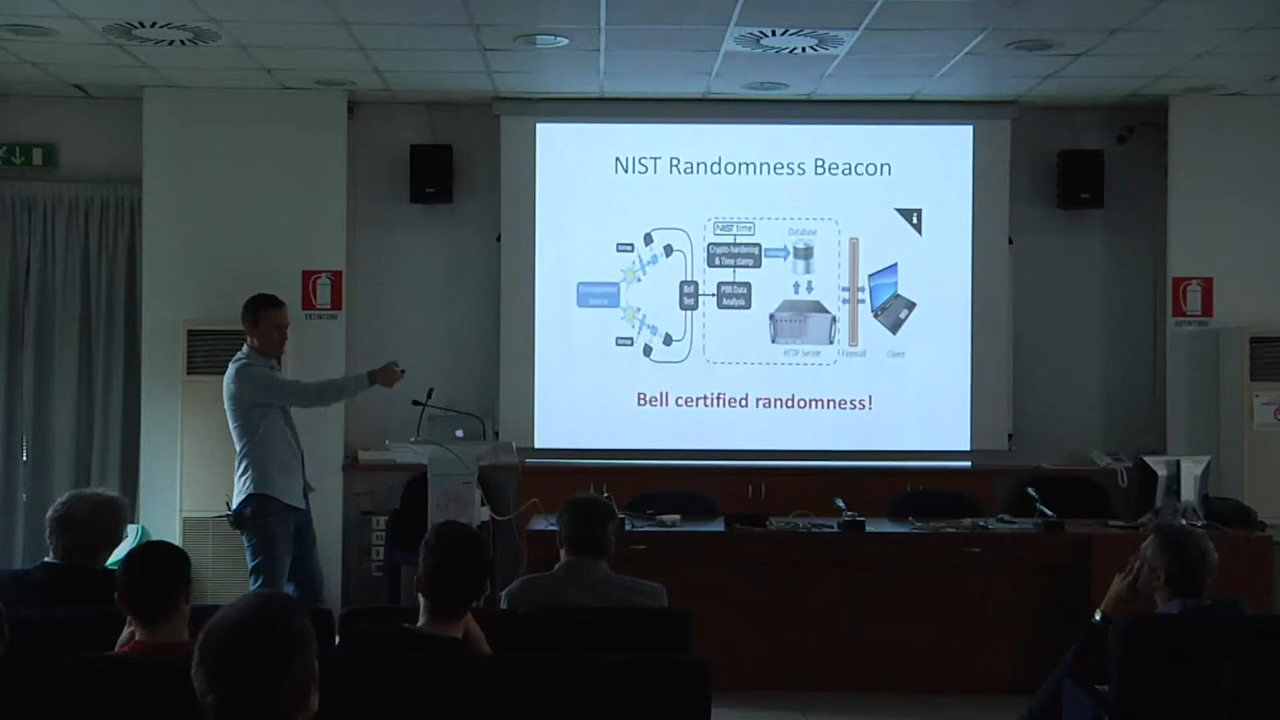 NIST Randomness Beacon
NIST time
Database
Crypto-hardening
& Time stamp
Bell
Test
PBR Data
Analysis
HTTP Server
Firewall
Client
Bell certified randomness!
ESTINTORE
ESTINTORE